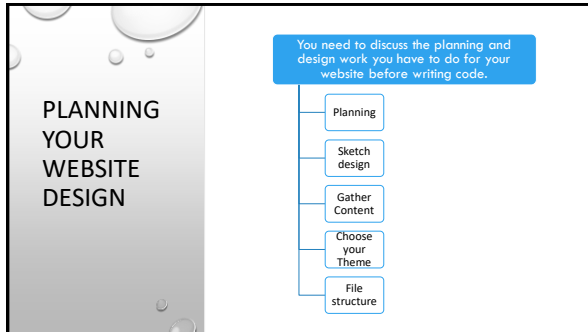 PLANNING
YOUR
WEBSITE
DESIGN
You need to discuss the planning and
design work you have to do for your
website before writing code.
Planning
Sketch
design
Gather
Content
Choose
your
Theme
File
structure